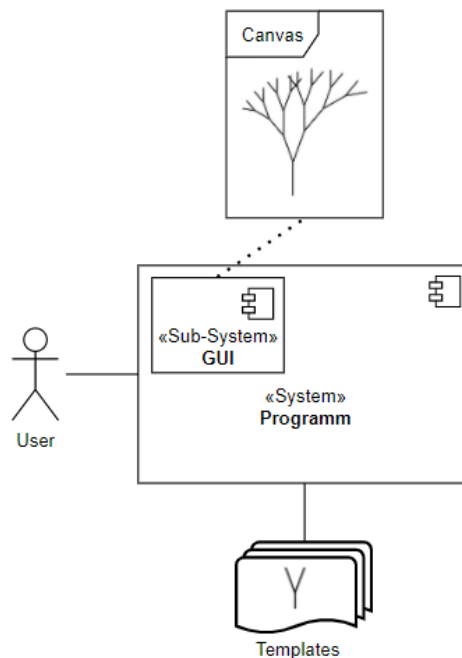 Canvas
«Sub-System»
GUI
«System»
Programm
User
Templates